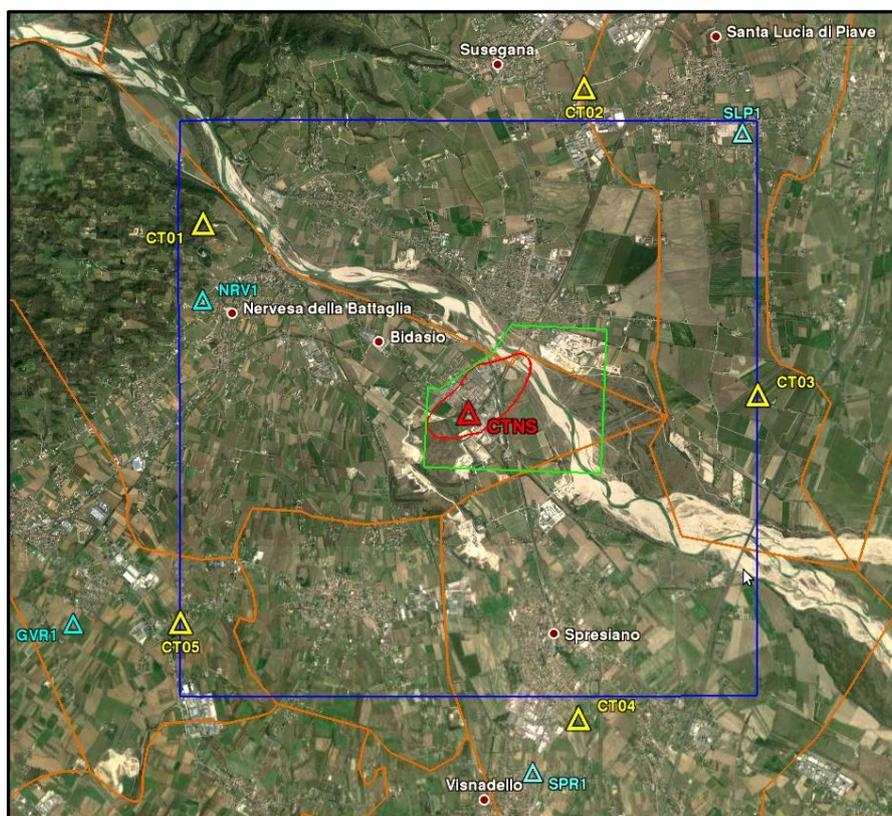 Santa Lucia di Piave
Susegana
CT02
SLP1
CT01
NRV1
Nervesa della Battaglia
Bidasio
CT03
CTNS
GVR1
CT05
Spresiano
CT04
Visnadello
SPR1